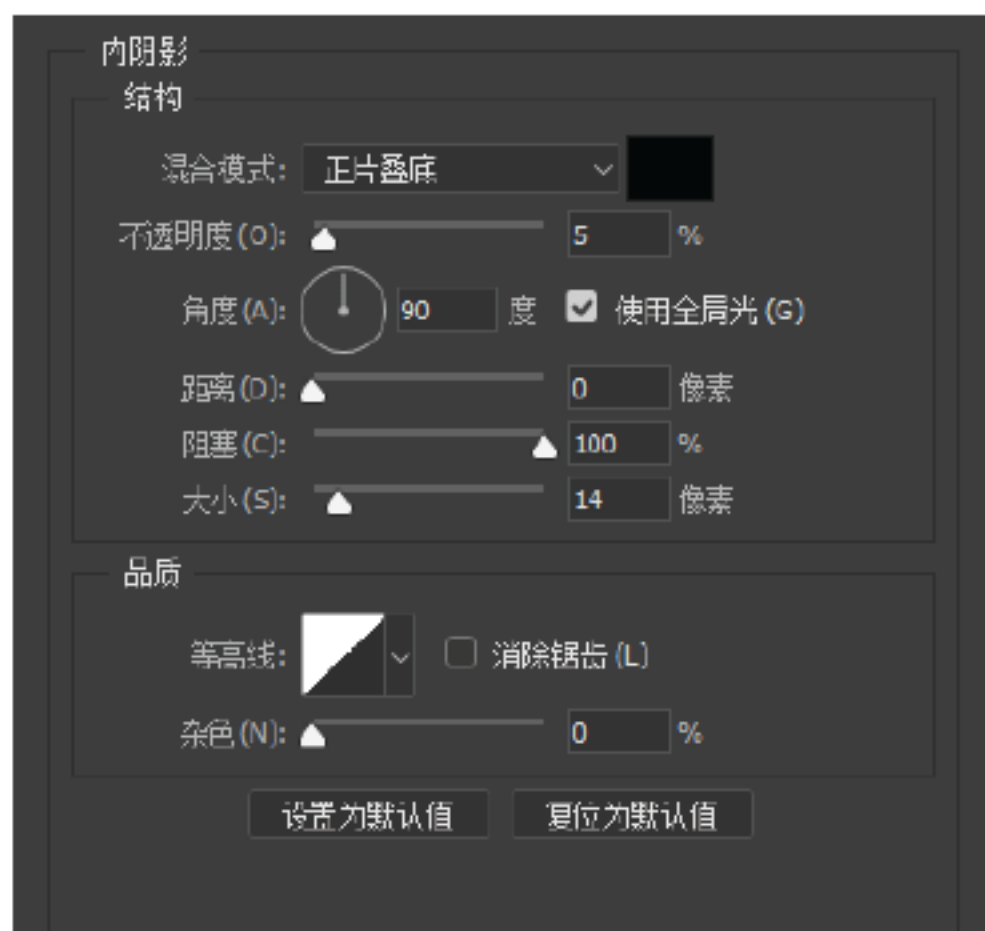 内阴影
结构
混合模式: 正片叠底
不透明度(O): 5 %
角度(A): 90 度 使用全局光(G)
距离(D): 0 像素
阻塞(C): 100 %
大小(S): 14 像素
品质
等高线: 消除锯齿(L)
杂色(N): 0 %
设置为默认值 复位为默认值